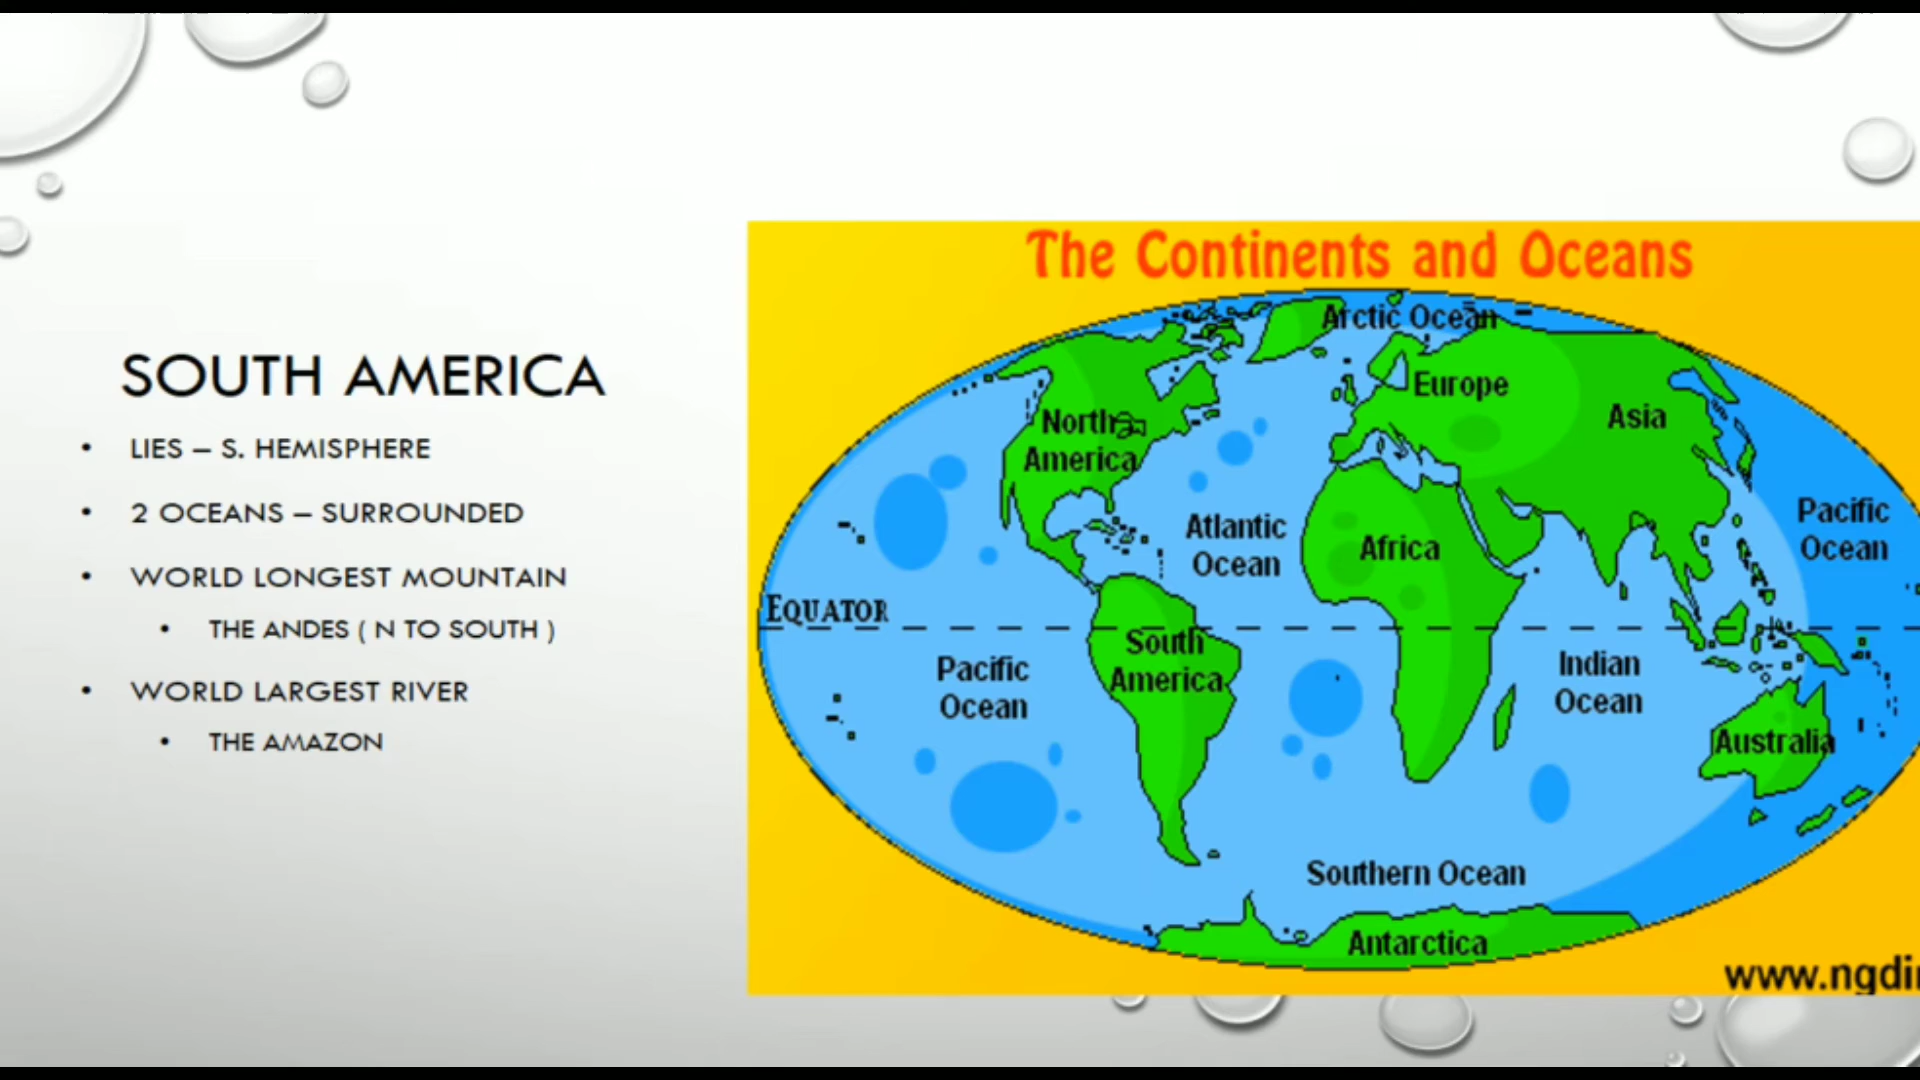 SOUTH AMERICA
• LIES – S. HEMISPHERE
• 2 OCEANS – SURROUNDED
• WORLD LONGEST MOUNTAIN
• THE ANDES ( N TO SOUTH )
• WORLD LARGEST RIVER
• THE AMAZON
The Continents and Oceans
Arctic Ocean
Europe
Asia
North
America
Atlantic
Ocean
Africa
Pacific
Ocean
EQUATOR
South
America
Pacific
Ocean
Indian
Ocean
Australia
Southern Ocean
Antarctica